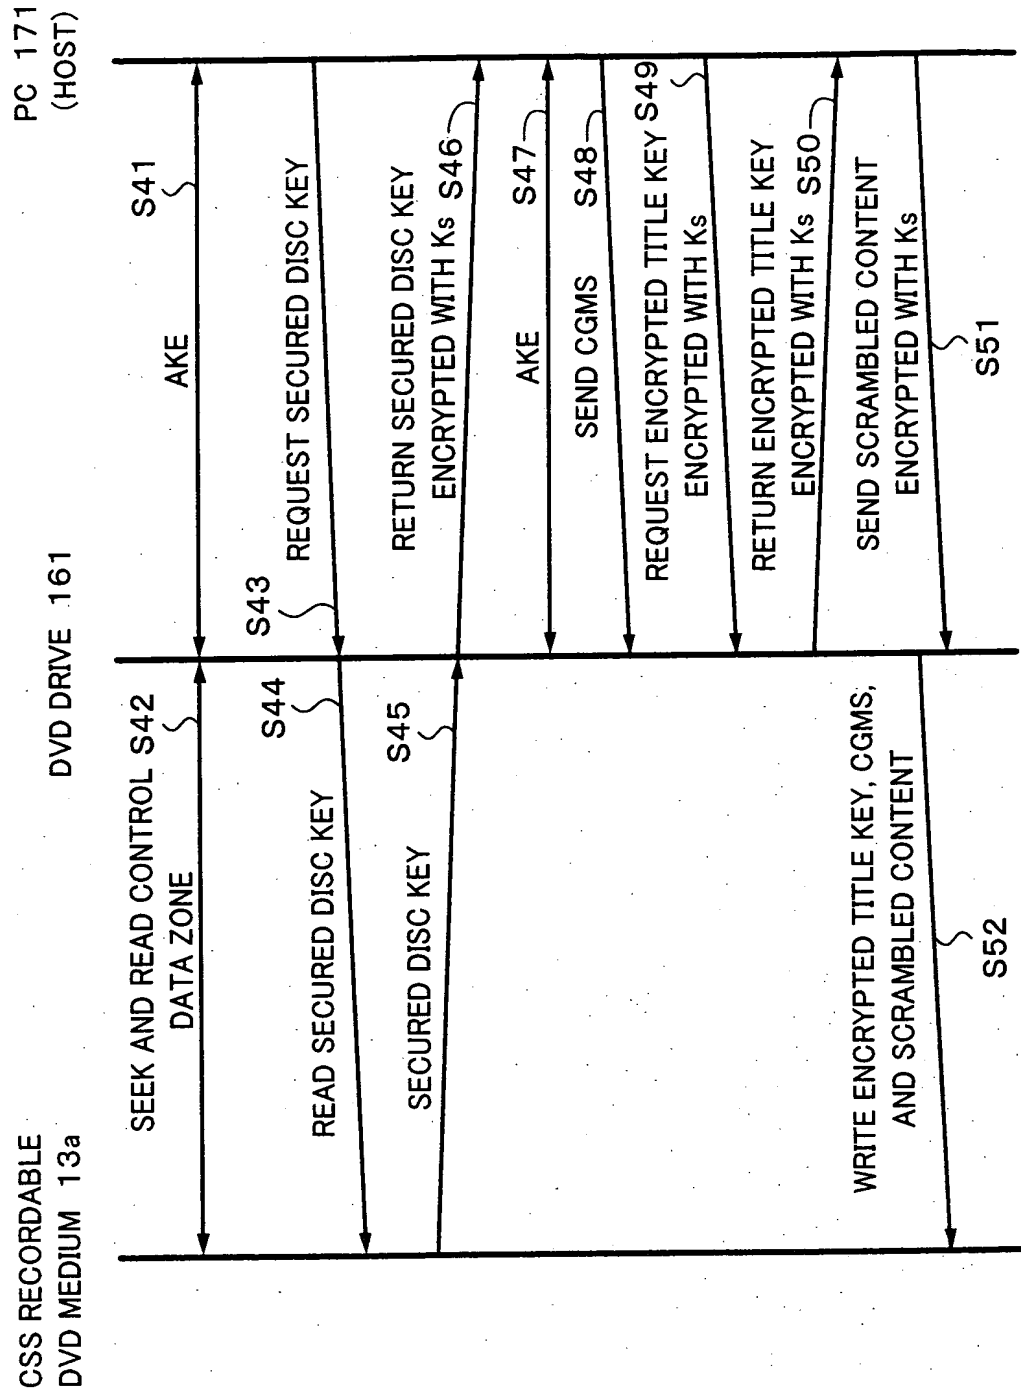 CSS RECORDABLE
DVD MEDIUM 13a
DVD DRIVE 161
PC 171
(HOST)
S41
AKE
SEEK AND READ CONTROL S42
DATA ZONE
S43
REQUEST SECURED DISC KEY
S44
READ SECURED DISC KEY
S45
SECURED DISC KEY
RETURN SECURED DISC KEY
ENCRYPTED WITH Ks S46
S47
AKE
SEND CGMS S48
REQUEST ENCRYPTED TITLE KEY S49
ENCRYPTED WITH Ks
RETURN ENCRYPTED TITLE KEY
ENCRYPTED WITH Ks S50
SEND SCRAMBLED CONTENT
ENCRYPTED WITH Ks
S51
WRITE ENCRYPTED TITLE KEY, CGMS,
AND SCRAMBLED CONTENT
S52